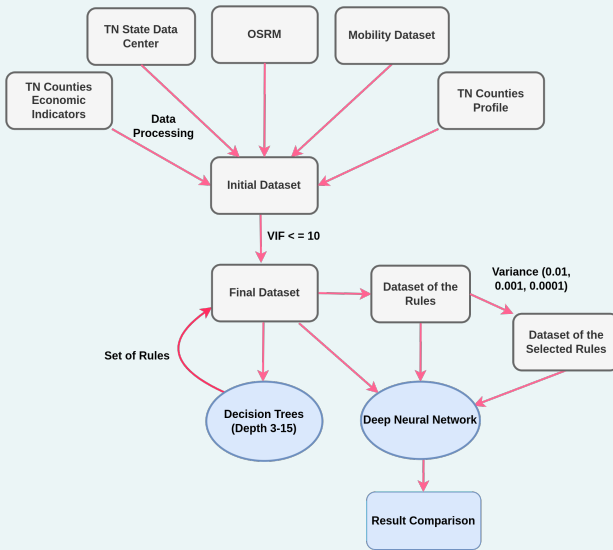 TN State Data
Center
OSRM
Mobility Dataset
TN Counties
Economic
Indicators
TN Counties
Profile
Data
Processing
Initial Dataset
VIF < = 10
Final Dataset
Dataset of the
Rules
Variance (0.01,
0.001, 0.0001)
Dataset of the
Selected Rules
Set of Rules
Decision Trees
(Depth 3-15)
Deep Neural Network
Result Comparison